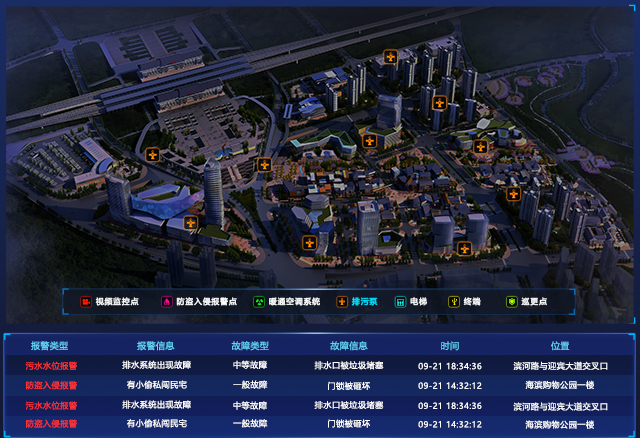 视频监控点 防盗入侵报警点 暖通空调系统 排污泵 电梯 终端 巡更点
报警类型 报警信息 故障类型 故障信息 时间 位置
污水水位报警 排水系统出现故障 中等故障 排水口被垃圾堵塞 09-21 18:34:36 滨河路与迎宾大道交叉口
防盗入侵报警 有小偷私闯民宅 一般故障 门锁被砸坏 09-21 14:32:12 海滨购物公园一楼
污水水位报警 排水系统出现故障 中等故障 排水口被垃圾堵塞 09-21 18:34:36 滨河路与迎宾大道交叉口
防盗入侵报警 有小偷私闯民宅 一般故障 门锁被砸坏 09-21 14:32:12 海滨购物公园一楼